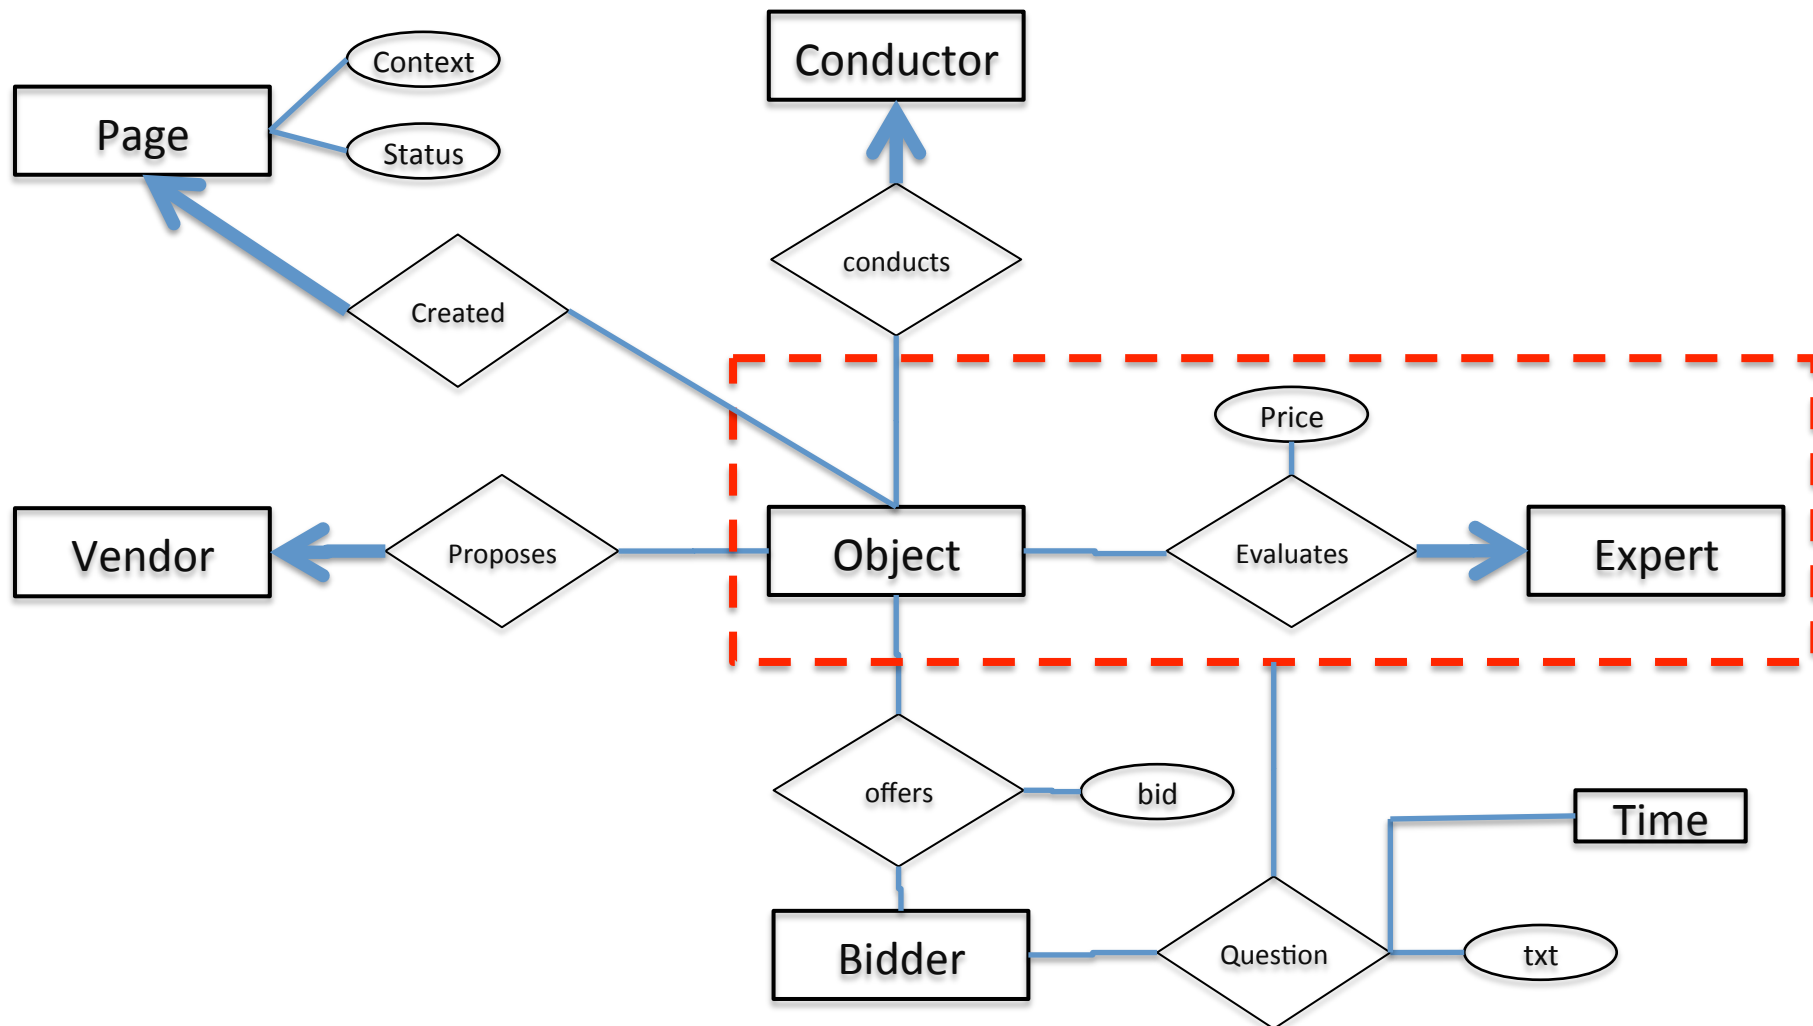 Context
Conductor
Page
Status
conducts
Created
Price
Vendor
Proposes
Object
Evaluates
Expert
offers
bid
Time
Bidder
Question
txt